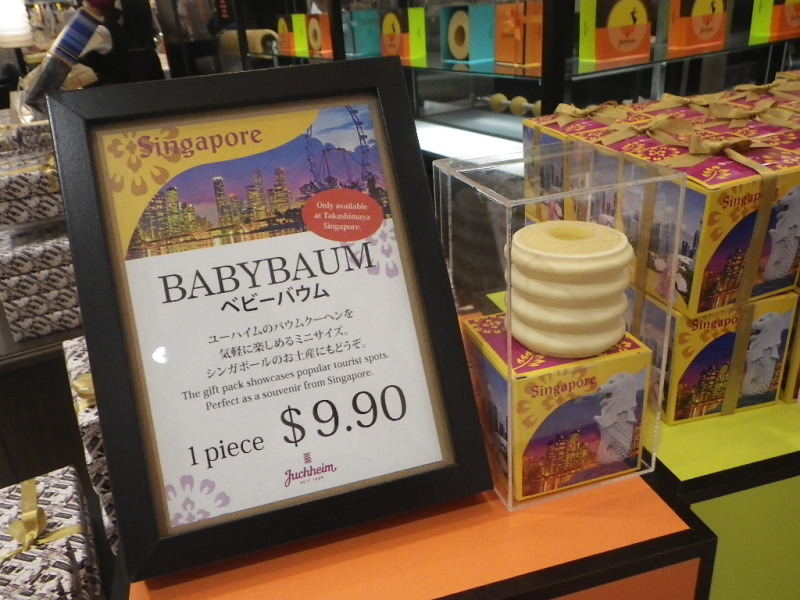 Singapore
Only available
at Takashimaya
Singapore.
BABYBAUM
ベビーバウム
ユーハイムのバウムクーヘンを
気軽に楽しめるミニサイズ。
シンガポールのお土産にもどうぞ。
The gift pack showcases popular tourist spots.
Perfect as a souvenir from Singapore.
1 piece $9.90
Juchheim
Singapore
Singapore
Singapore